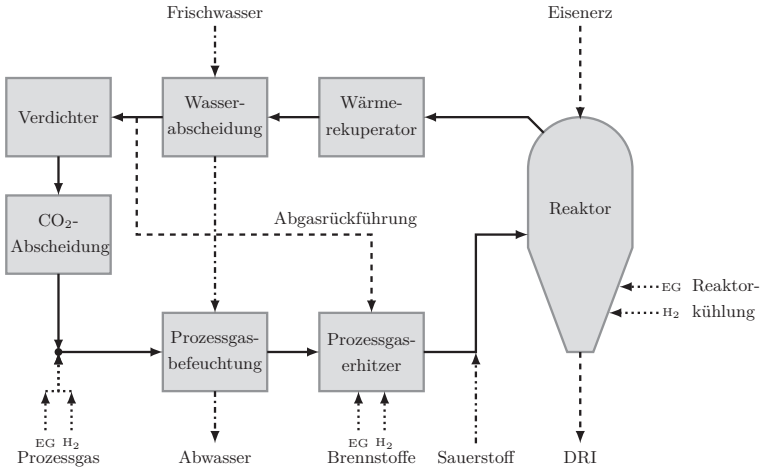 Frischwasser
Eisenerz
Verdichter
Wasser-
abscheidung
Wärme-
rekuperator
Reaktor
CO₂-
Abscheidung
Abgasrückführung
EG Reaktor-
H₂ kühlung
Prozessgas-
befeuchtung
Prozessgas-
erhitzer
EG H₂
Prozessgas
Abwasser
EG H₂
Brennstoffe
Sauerstoff
DRI